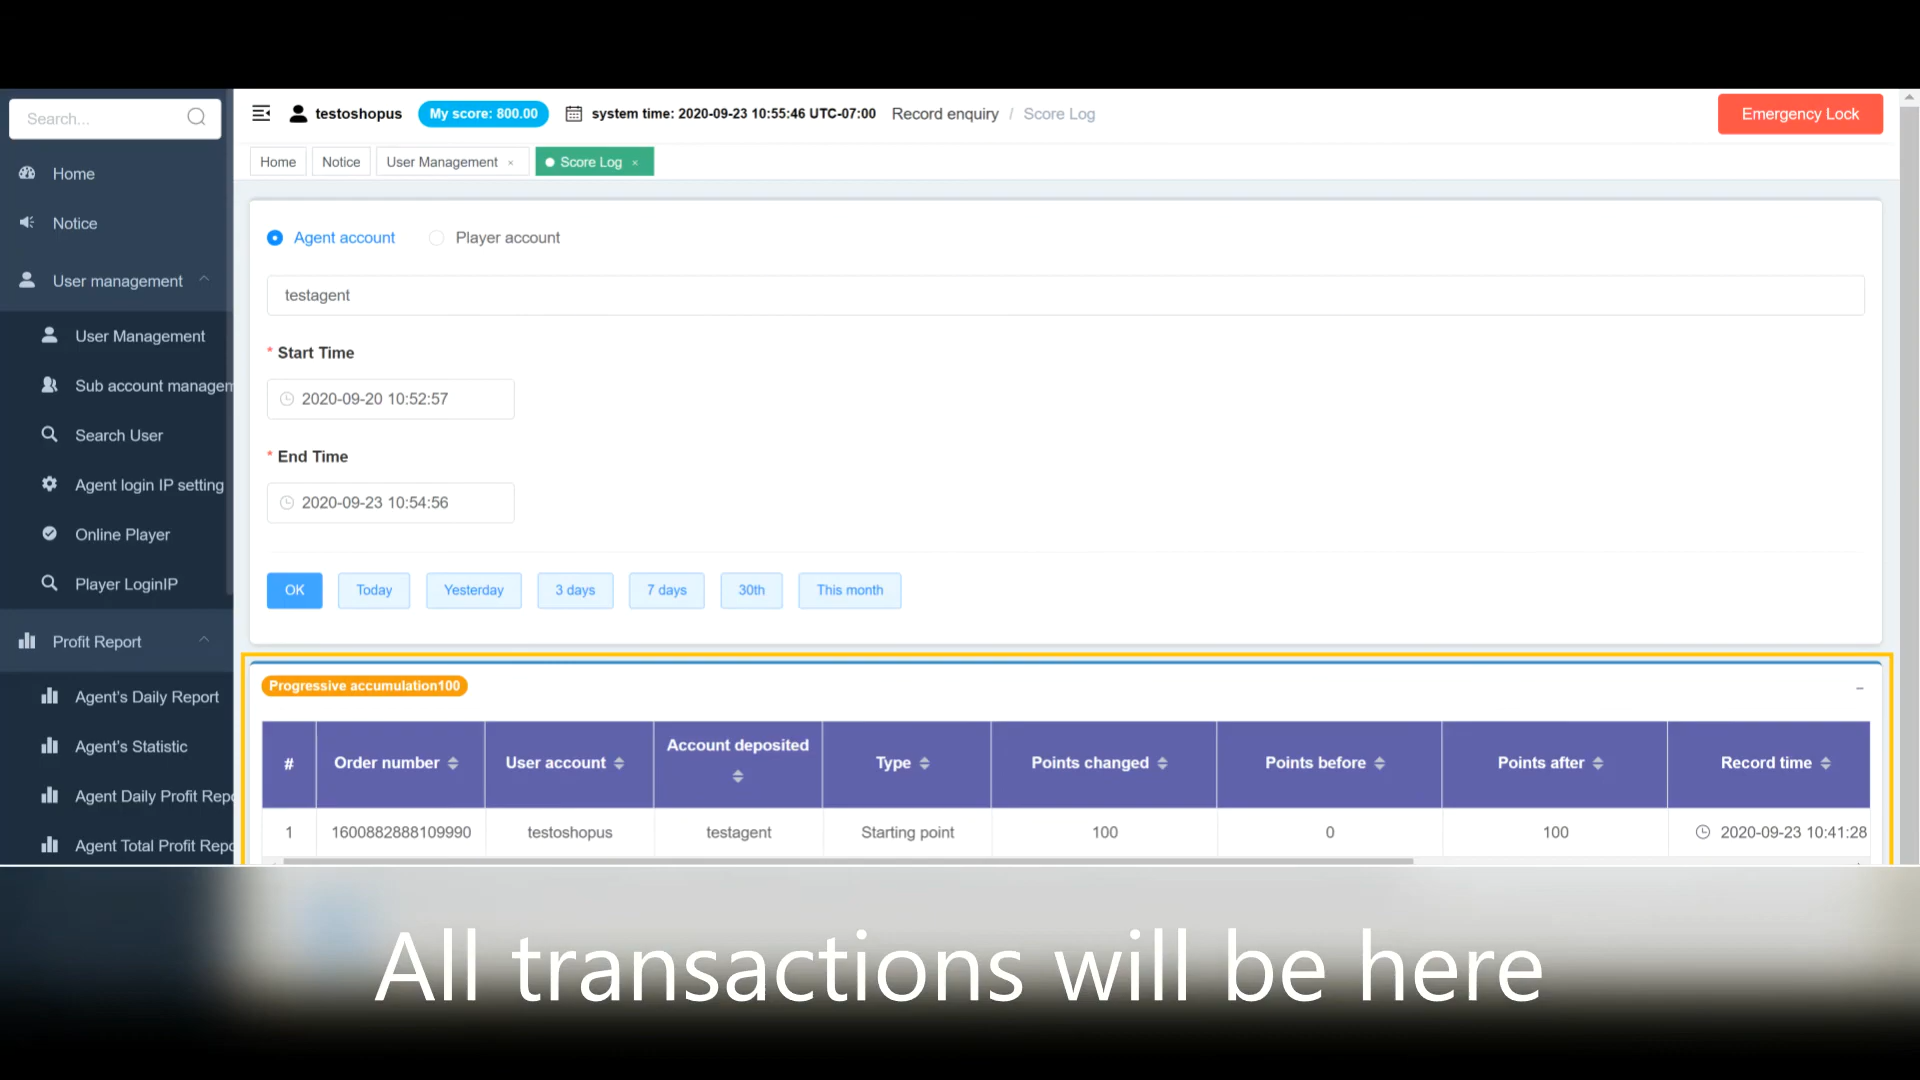 Search...
testoshopus
My score: 800.00
system time: 2020-09-23 10:55:46 UTC-07:00
Record enquiry / Score Log
Emergency Lock
Home
Notice
User Management ×
Score Log ×
Home
Notice
User management
User Management
Sub account managem
Search User
Agent login IP setting
Online Player
Player LoginIP
Profit Report
Agent's Daily Report
Agent's Statistic
Agent Daily Profit Repo
Agent Total Profit Repo
Agent account
Player account
testagent
* Start Time
2020-09-20 10:52:57
* End Time
2020-09-23 10:54:56
OK
Today
Yesterday
3 days
7 days
30th
This month
Progressive accumulation100
# Order number User account Account deposited Type Points changed Points before Points after Record time
1 1600882888109990 testoshopus testagent Starting point 100 0 100 2020-09-23 10:41:28
All transactions will be here